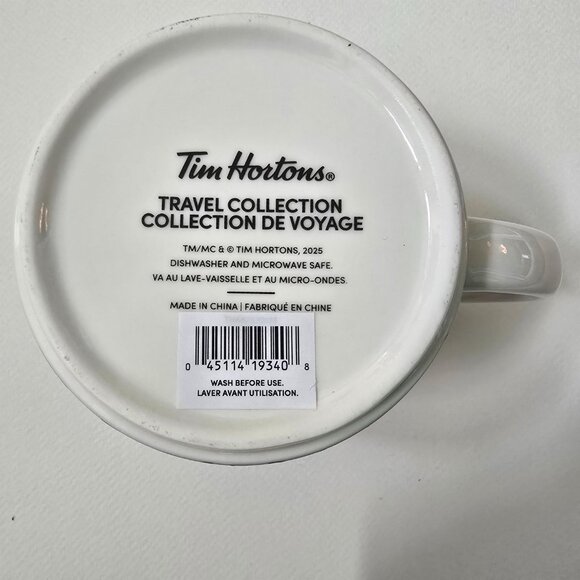 Tim Hortons®
TRAVEL COLLECTION
COLLECTION DE VOYAGE
TM/MC & © TIM HORTONS, 2025
DISHWASHER AND MICROWAVE SAFE.
VA AU LAVE-VAISSELLE ET AU MICRO-ONDES.
MADE IN CHINA | FABRIQUÉ EN CHINE
0 45114 19340 8
WASH BEFORE USE.
LAVER AVANT UTILISATION.